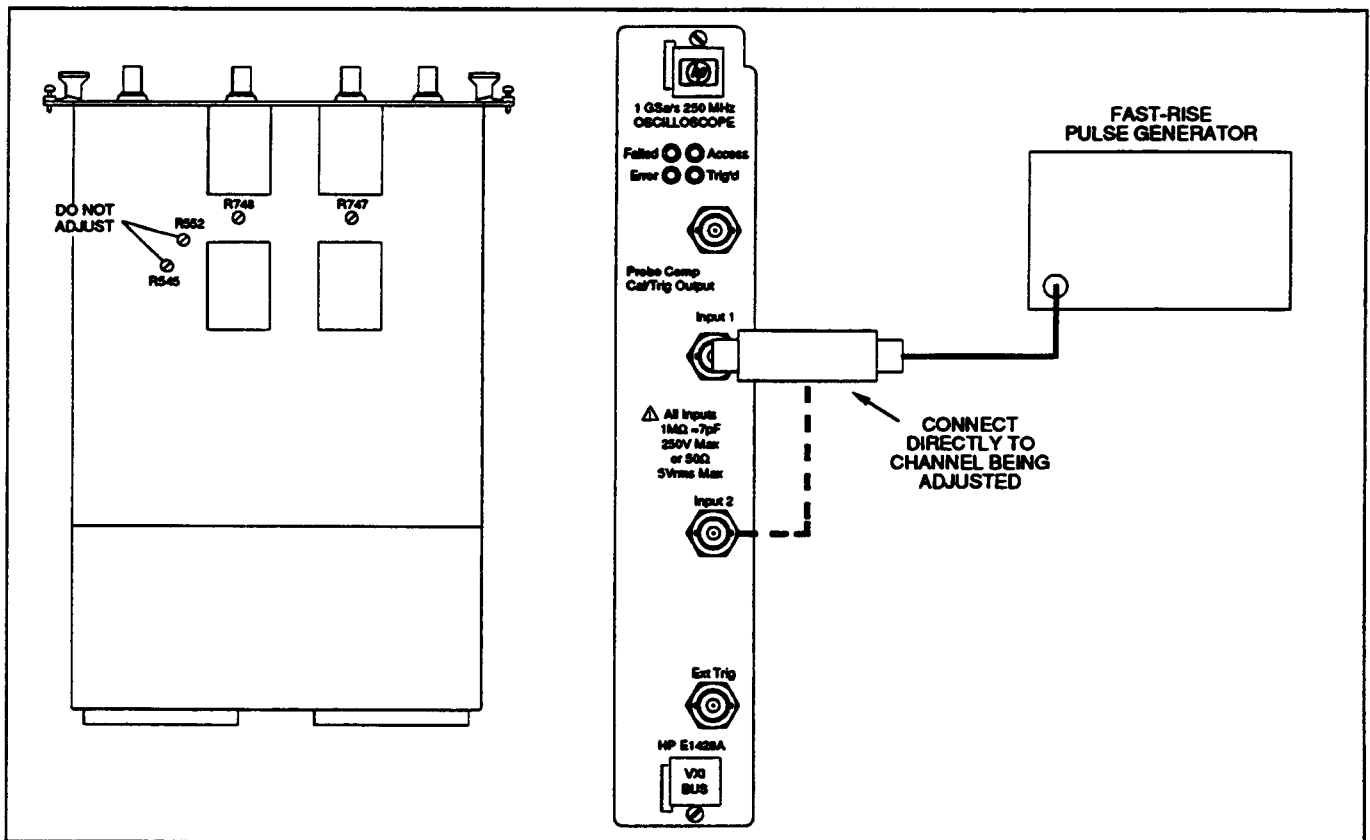 DO NOT
ADJUST
R552
R545
R748
R747
hp
1 GSa/s 250 MHz
OSCILLOSCOPE
Failed
Access
Error
Trig'd
Probe Comp
Cal/Trig Output
Input 1
⚠ All Inputs
1MΩ =7pF
250V Max
or 50Ω
5Vrms Max
Input 2
Ext Trig
HP E1428A
VXI
BUS
FAST-RISE
PULSE GENERATOR
CONNECT
DIRECTLY TO
CHANNEL BEING
ADJUSTED